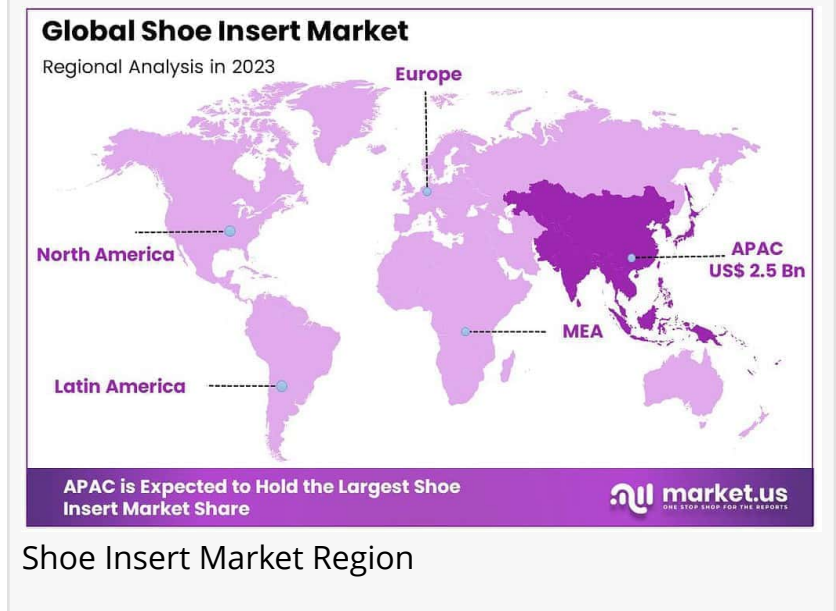 Global Shoe Insert Market
Regional Analysis in 2023
Europe
North America
APAC
US$ 2.5 Bn
MEA
Latin America
APAC is Expected to Hold the Largest Shoe
Insert Market Share
market.us
ONE STOP SHOP FOR THE REPORTS
Shoe Insert Market Region